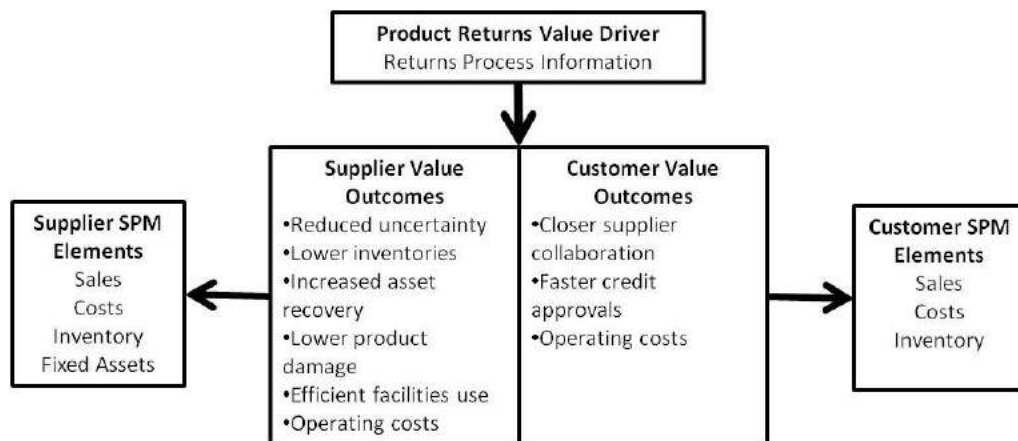 Product Returns Value Driver
Returns Process Information
Supplier Value
Outcomes
•Reduced uncertainty
•Lower inventories
•Increased asset
recovery
•Lower product
damage
•Efficient facilities use
•Operating costs
Customer Value
Outcomes
•Closer supplier
collaboration
•Faster credit
approvals
•Operating costs
Supplier SPM
Elements
Sales
Costs
Inventory
Fixed Assets
Customer SPM
Elements
Sales
Costs
Inventory